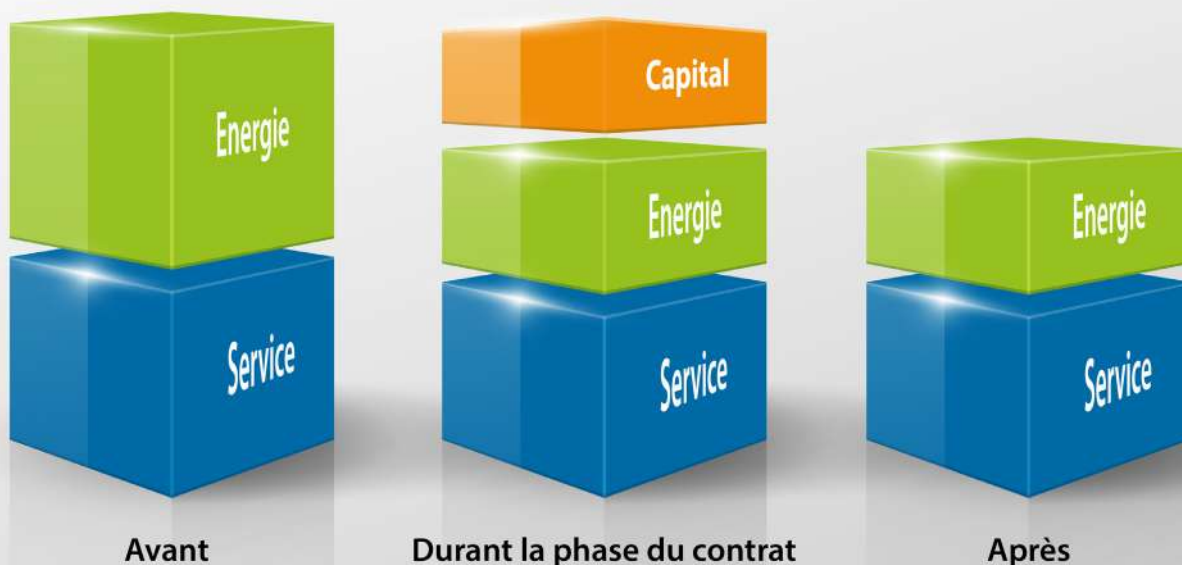 Energie
Service
Avant
Capital
Energie
Service
Durant la phase du contrat
Energie
Service
Après